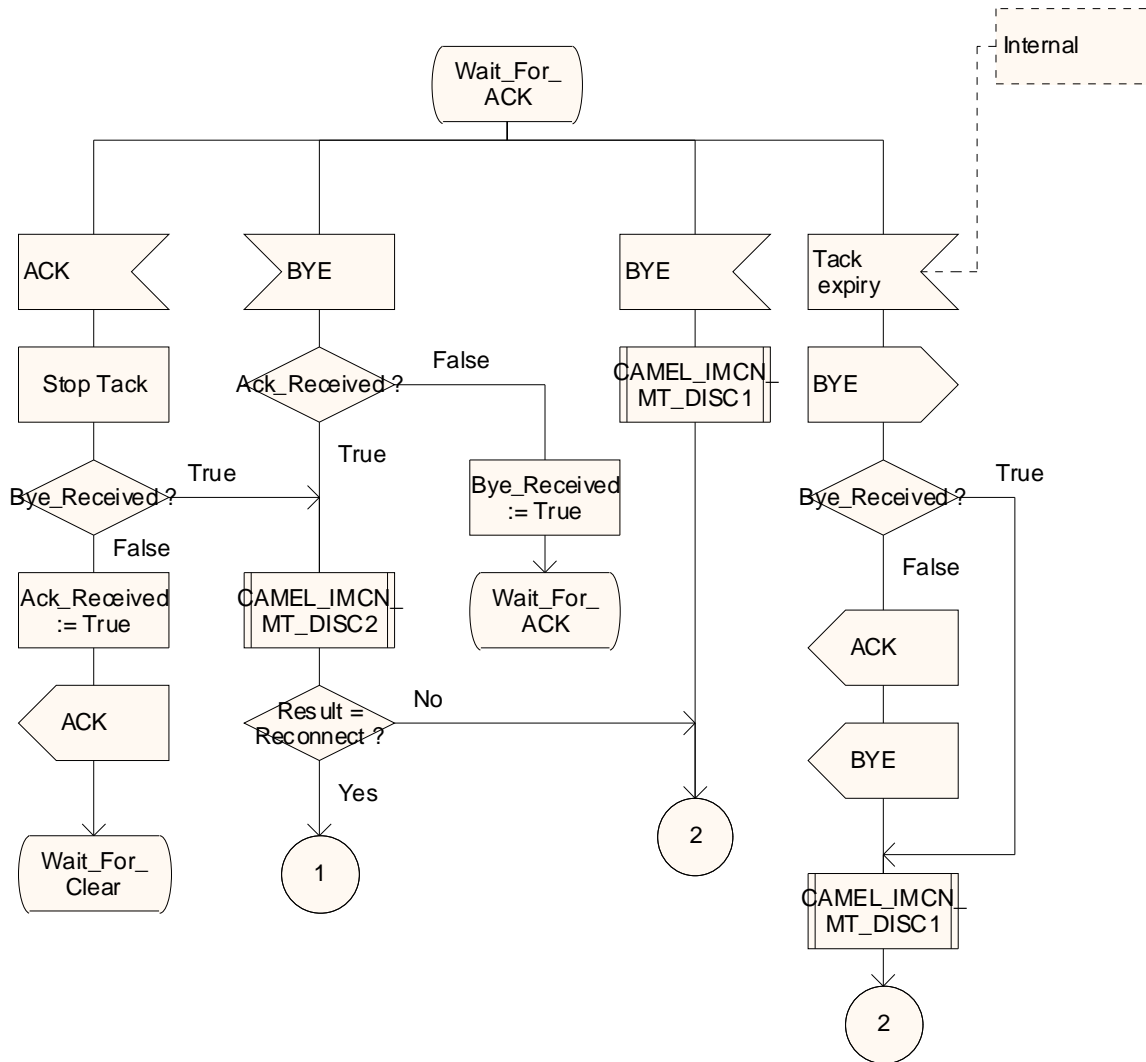 Internal
Wait_For_
ACK
ACK
BYE
BYE
Tack
expiry
Stop Tack
Ack_Received ?
False
CAMEL_IMCN_
MT_DISC1
BYE
True
True
True
Bye_Received ?
Bye_Received
:= True
Bye_Received ?
False
False
Ack_Received
:= True
CAMEL_IMCN_
MT_DISC2
Wait_For_
ACK
ACK
ACK
Result =
Reconnect ?
No
BYE
Yes
2
Wait_For_
Clear
1
CAMEL_IMCN_
MT_DISC1
2